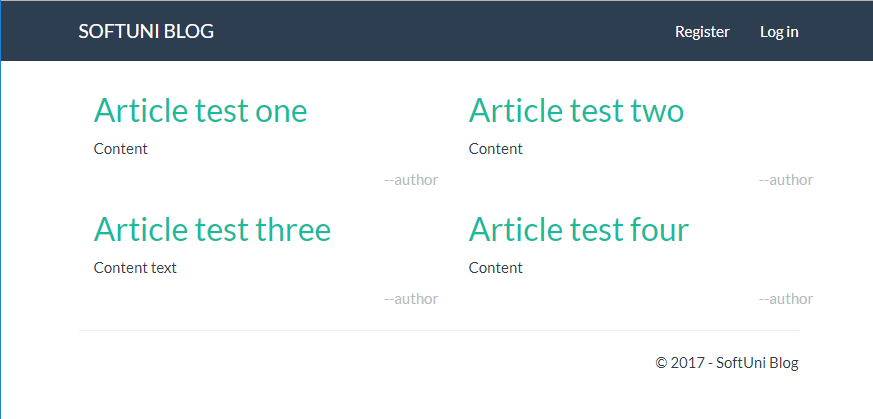 SOFTUNI BLOG Register Log in
Article test one
Content
--author
Article test two
Content
--author
Article test three
Content text
--author
Article test four
Content
--author
© 2017 - SoftUni Blog